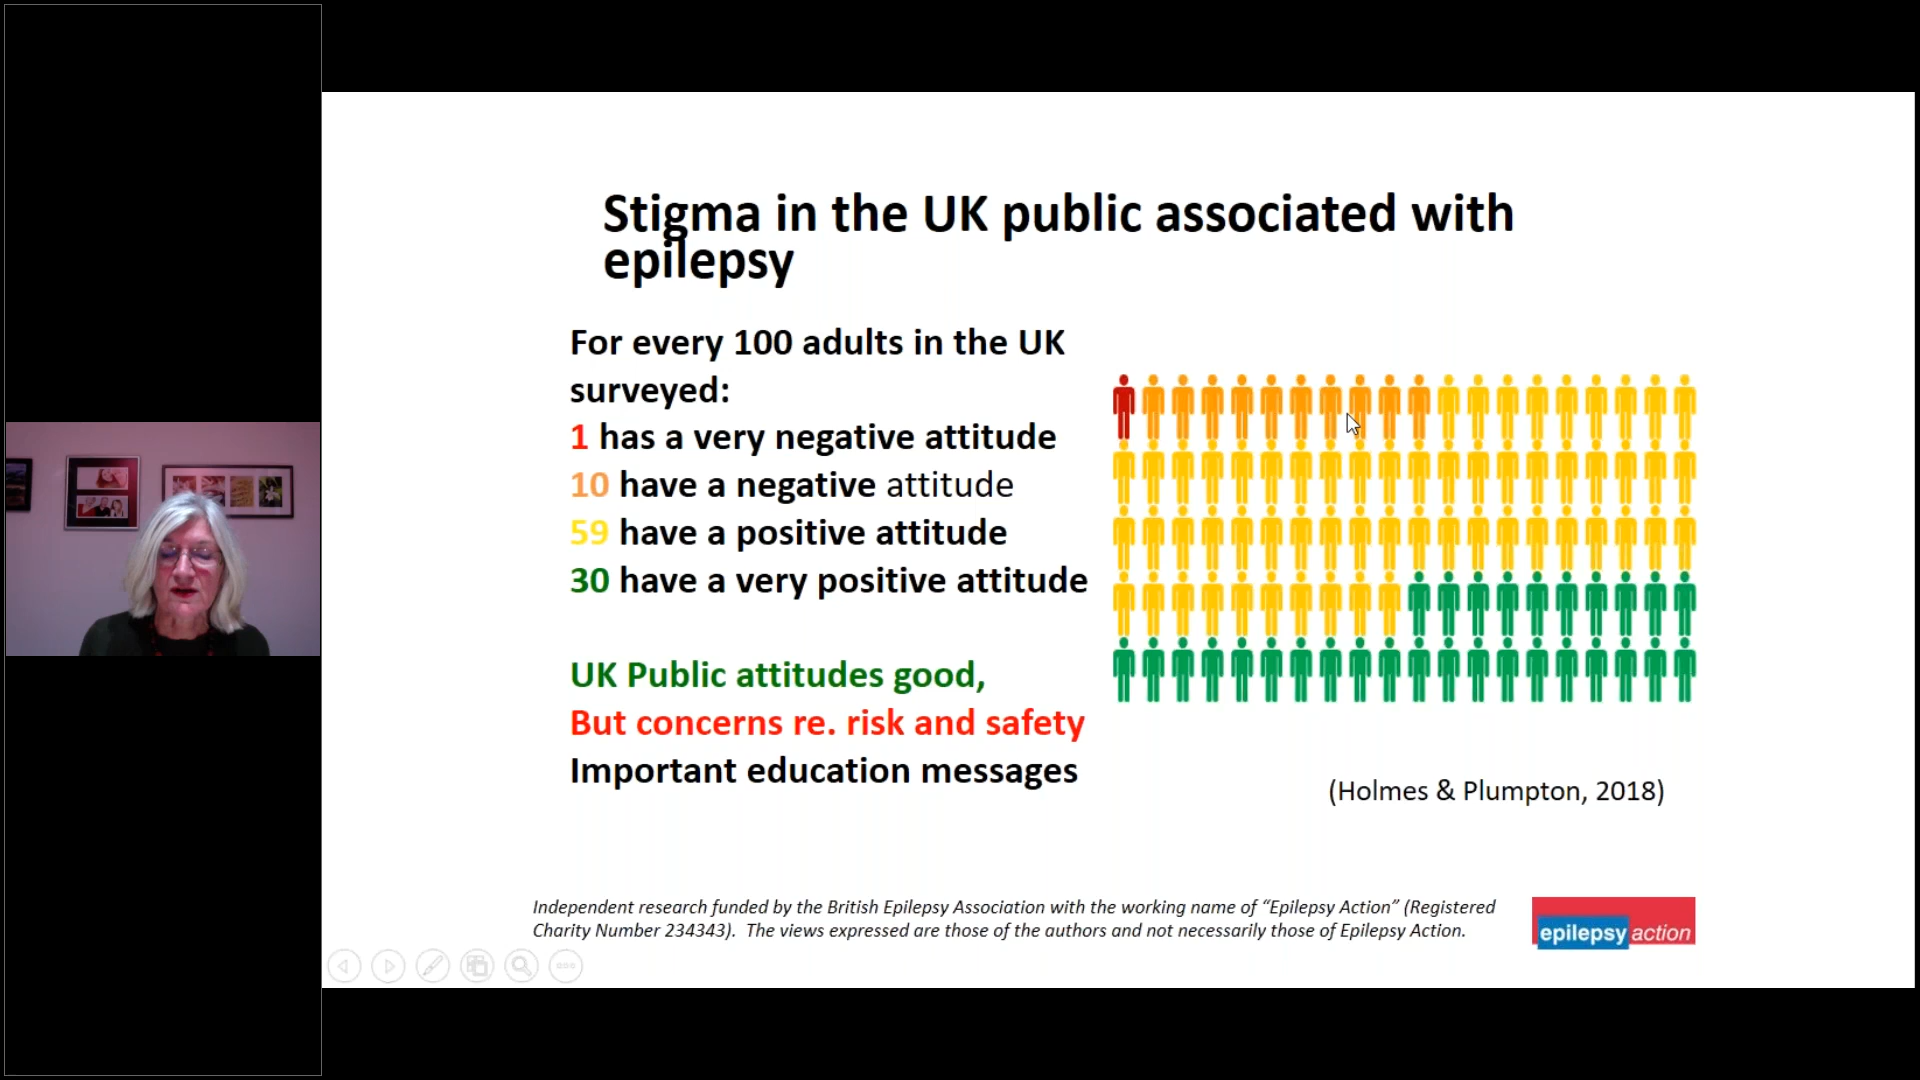 Stigma in the UK public associated with
epilepsy
For every 100 adults in the UK
surveyed:
1 has a very negative attitude
10 have a negative attitude
59 have a positive attitude
30 have a very positive attitude
UK Public attitudes good,
But concerns re. risk and safety
Important education messages
(Holmes & Plumpton, 2018)
Independent research funded by the British Epilepsy Association with the working name of “Epilepsy Action” (Registered
Charity Number 234343).  The views expressed are those of the authors and not necessarily those of Epilepsy Action.
epilepsy action